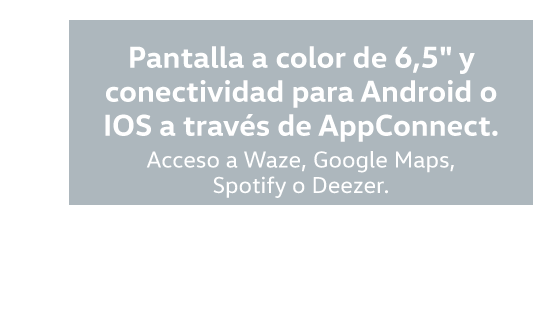 Pantalla a color de 6,5" y
conectividad para Android o
IOS a través de AppConnect.
Acceso a Waze, Google Maps,
Spotify o Deezer.